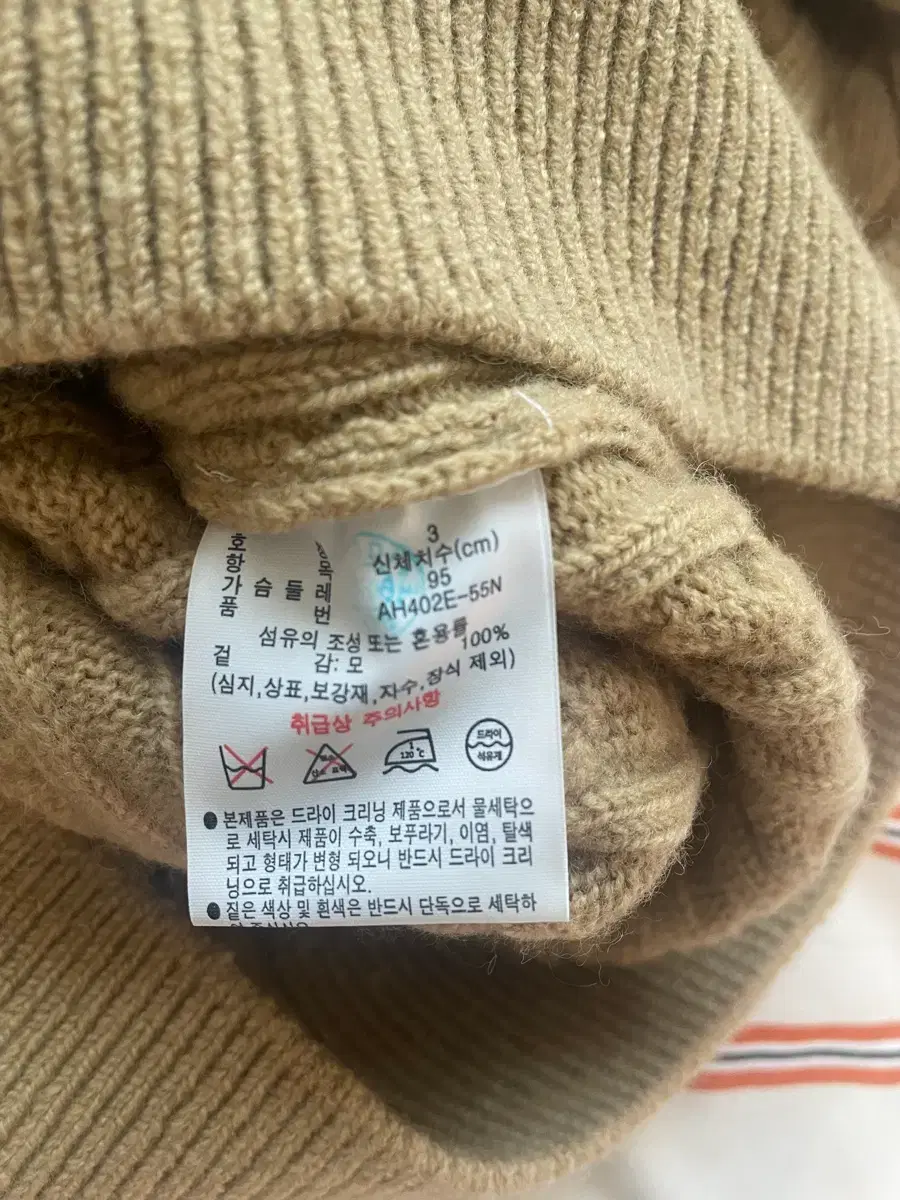 호 3
항 목 신체치수(cm)
가 슴 둘 레 95
품 번 AH402E-55N
섬유의 조성 또는 혼용률
겉 감: 모 100%
(심지,상표,보강재,자수,장식 제외)
취급상 주의사항
120℃
드라이
석유계
● 본제품은 드라이 크리닝 제품으로서 물세탁으
로 세탁시 제품이 수축, 보푸라기, 이염, 탈색
되고 형태가 변형 되오니 반드시 드라이 크리
닝으로 취급하십시오.
● 짙은 색상 및 흰색은 반드시 단독으로 세탁하